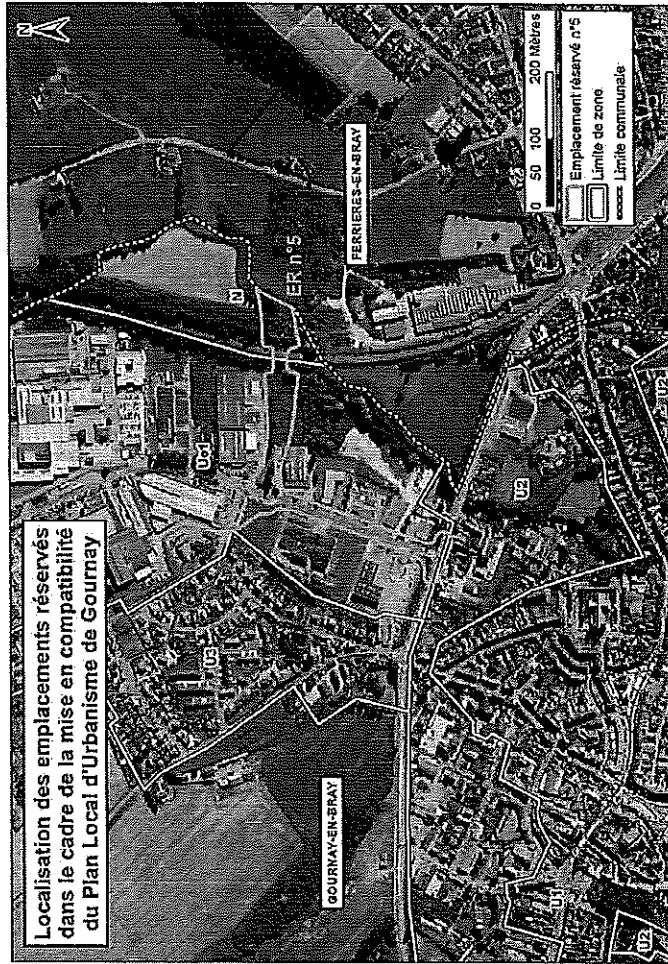 Localisation des emplacements réservés
dans le cadre de la mise en compatibilité
du Plan Local d'Urbanisme de Gournay
N
Ue1
N
ER n°5
U3
FERRIERES-EN-BRAY
GOURNAY-EN-BRAY
U2
U1
U2
0 50 100 200 Mètres
Emplacement réservé n°5
Limite de zone
Limite communale